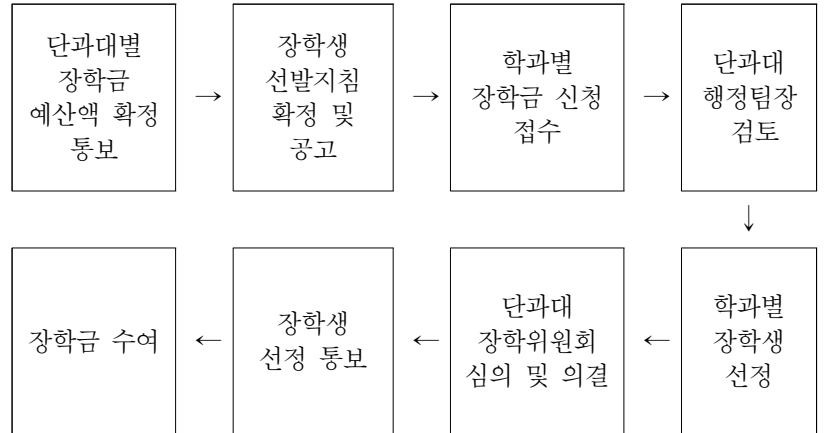 단과대별
장학금
예산액 확정
통보
→
장학생
선발지침
확정 및
공고
→
학과별
장학금 신청
접수
→
단과대
행정팀장
검토
↓
학과별
장학생
선정
←
단과대
장학위원회
심의 및 의결
←
장학생
선정 통보
←
장학금 수여